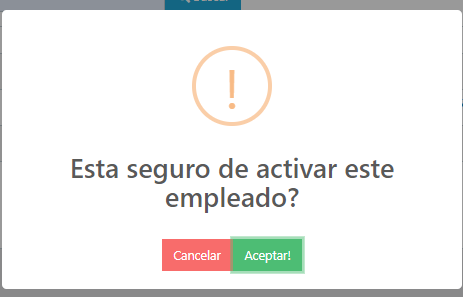 Esta seguro de activar este
empleado?
Cancelar
Aceptar!